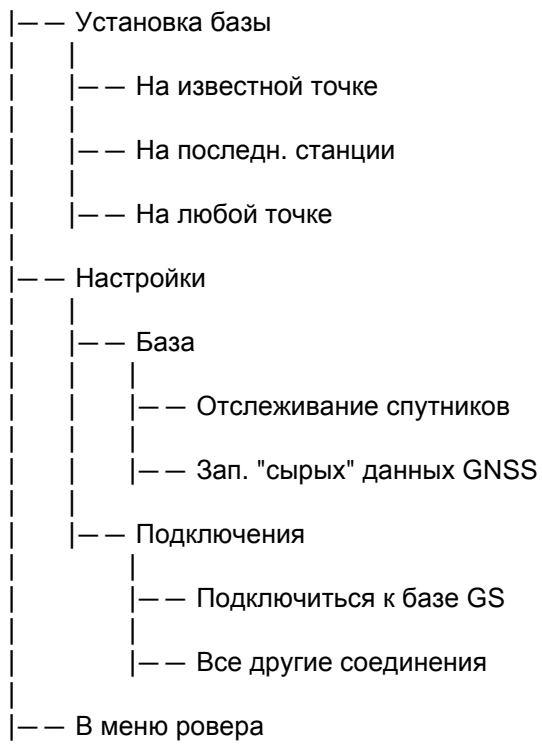 Установка базы
На известной точке
На последн. станции
На любой точке
Настройки
База
Отслеживание спутников
Зап. "сырых" данных GNSS
Подключения
Подключиться к базе GS
Все другие соединения
В меню ровера